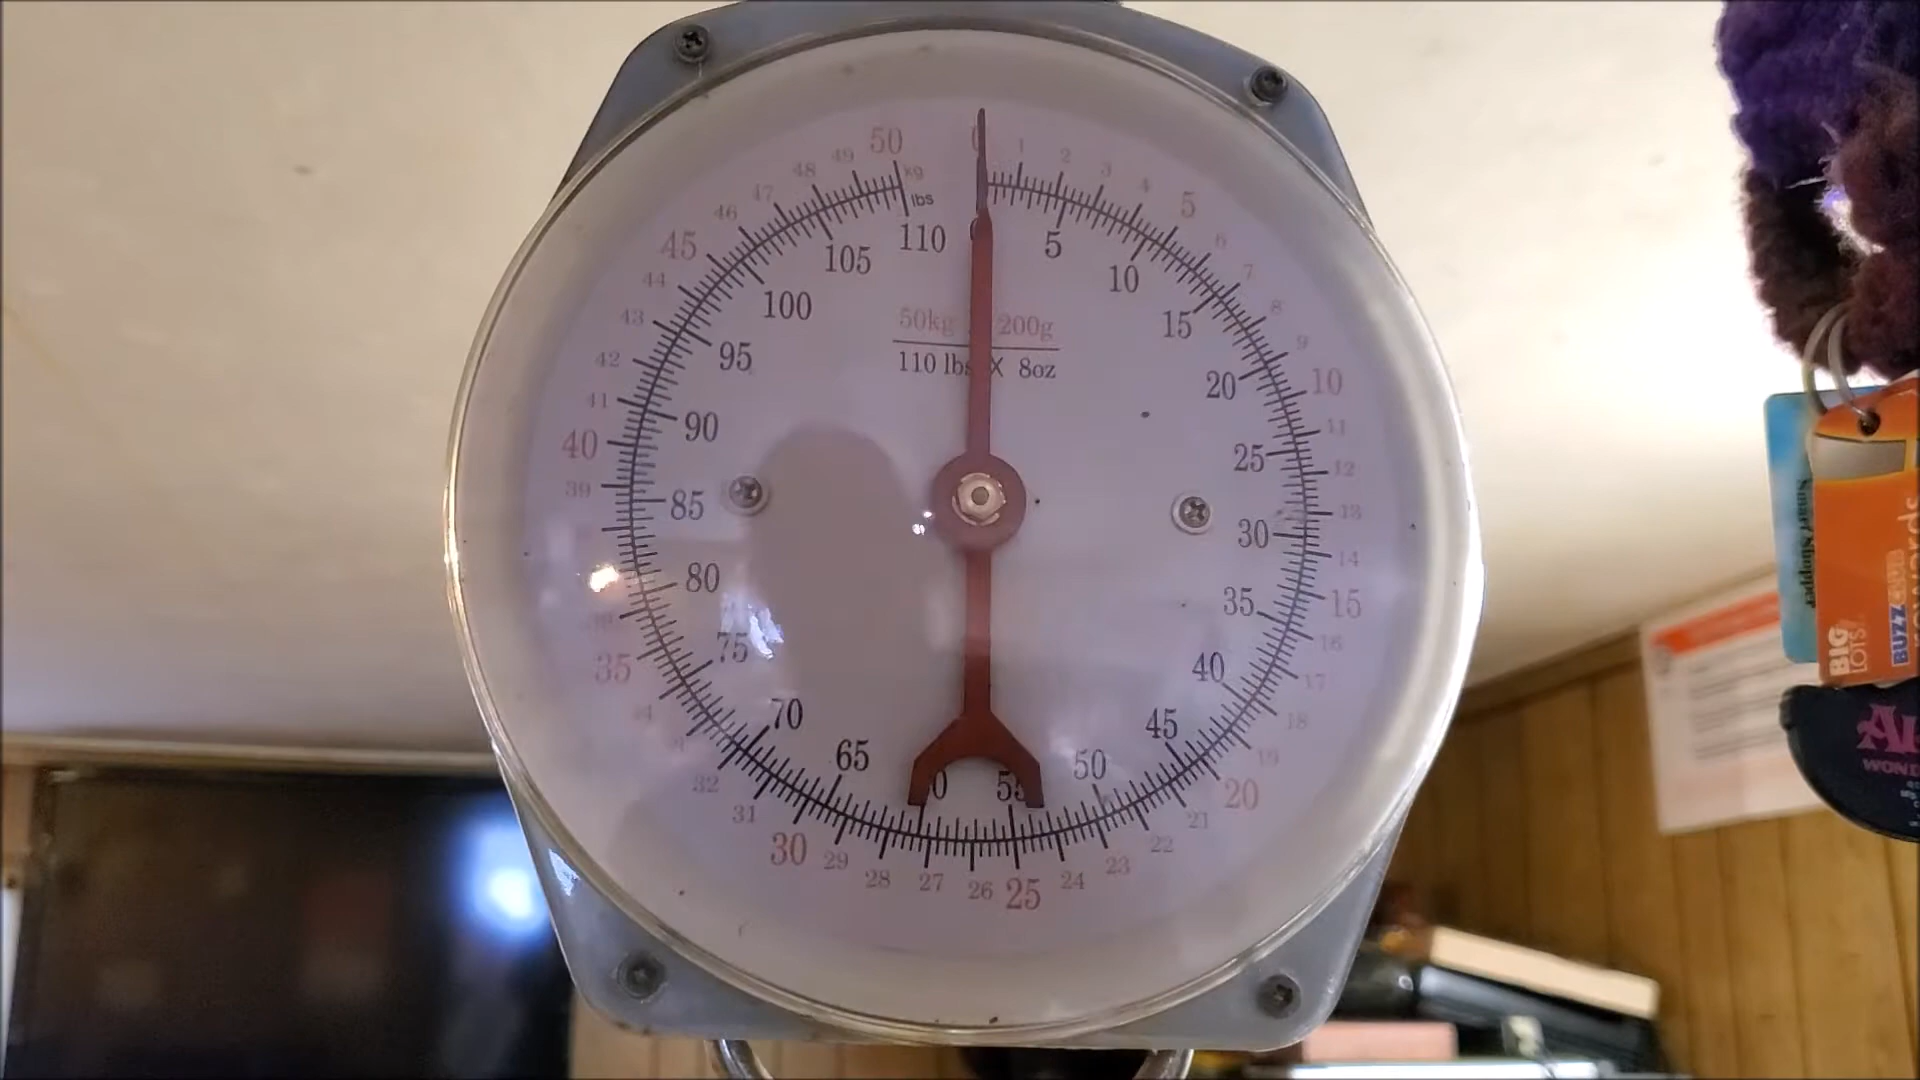 50 0 1 2 3 4 5 6 7 8 9 10 11 12 13 14 15 16 17 18 19 20 21 22 23 24 25 26 27 28 29 30 31 32
35
39 40 41 42 43 44 45 46 47 48 49
kg
lbs
5 10 15 20 25 30 35 40 45 50 55
65 70 75 80 85 90 95 100 105 110
50kg 200g
110 lbs X 8oz
Smart Shopper
BIG
LOTS!
BUZZ
rewards
WOND